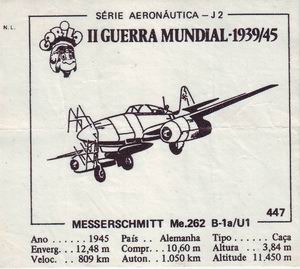 SÉRIE AERONÁUTICA - J2
N.L.
GORILA
II GUERRA MUNDIAL-1939/45
447
MESSERSCHMITT Me.262 B-1a/U1
Ano ...... 1945 País .. Alemanha Tipo ..... Caça
Enverg. ... 12,48 m Compr... 10,60 m Altura ... 3,84 m
Veloc. .. 809 km Auton. 1.050 km Altitude 11.450 m